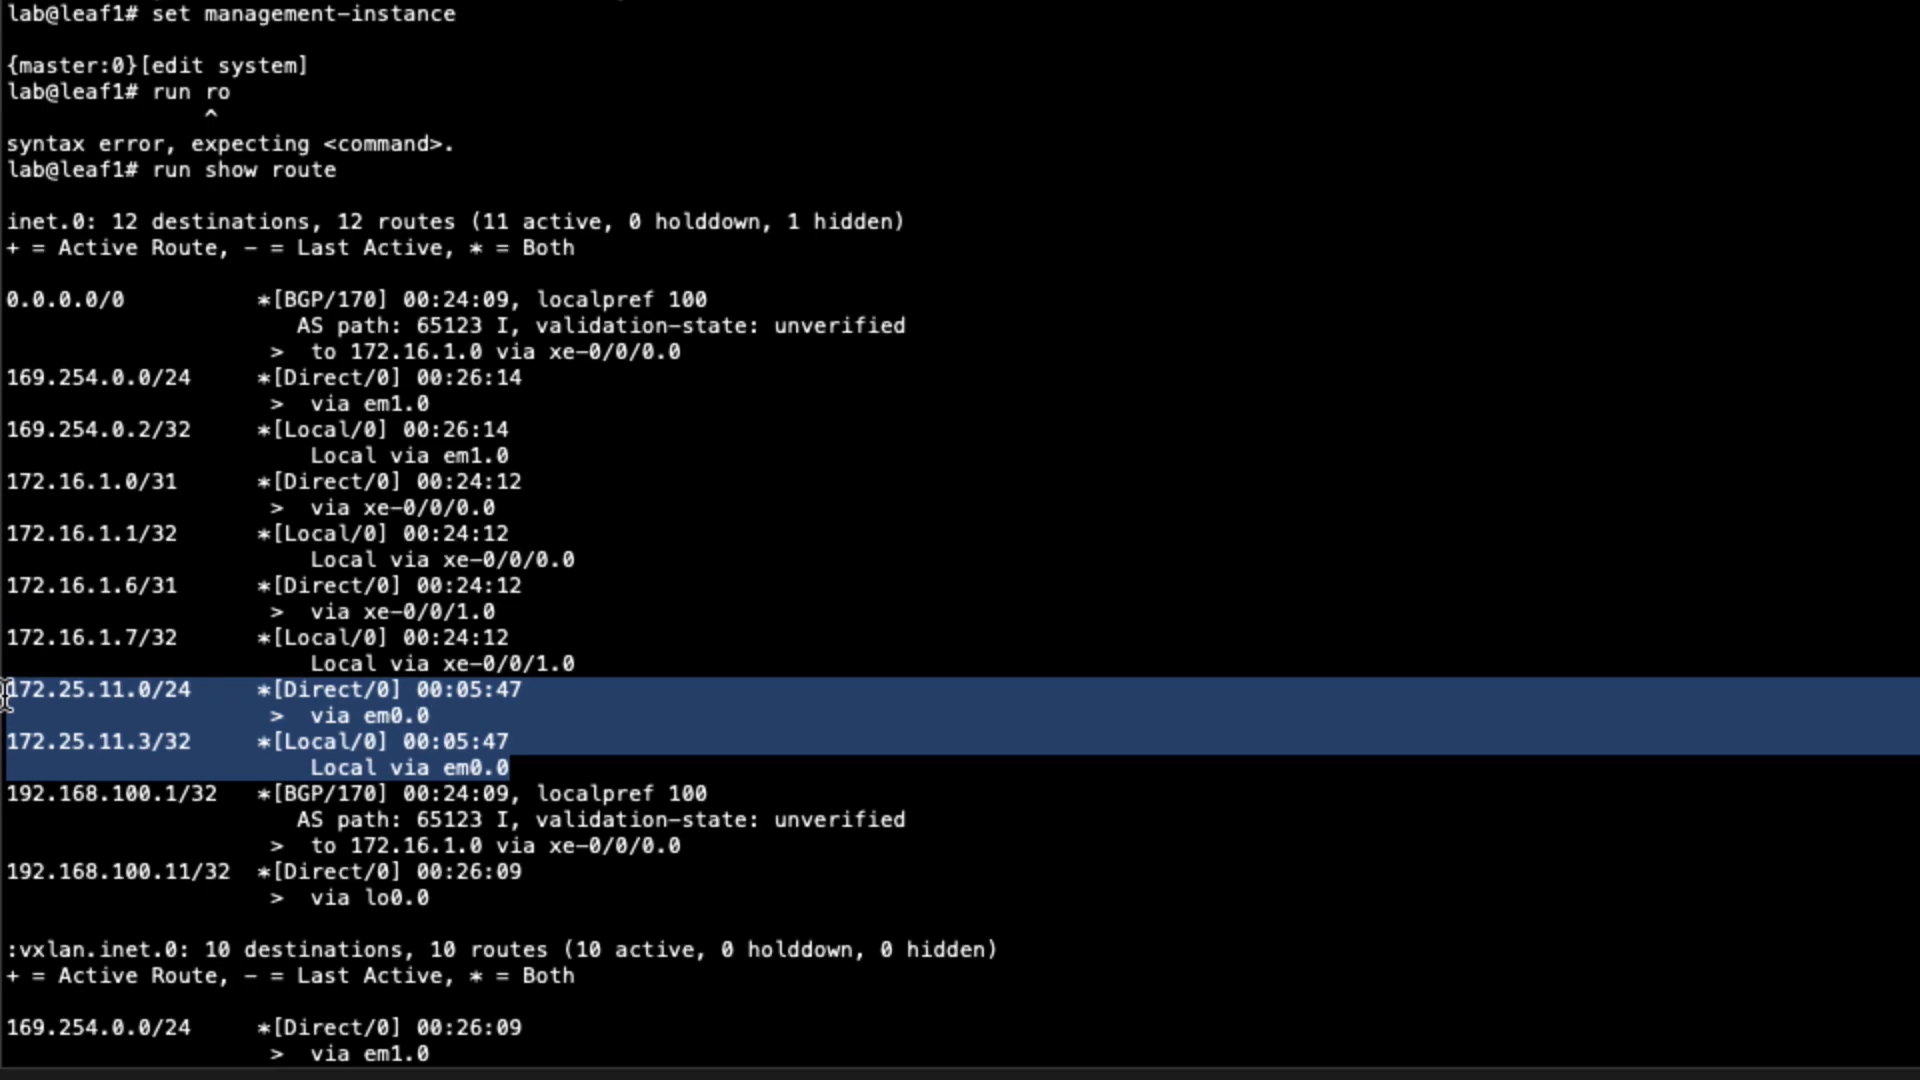 lab@leaf1# set management-instance
{master:0}[edit system]
lab@leaf1# run ro
^
syntax error, expecting <command>.
lab@leaf1# run show route
inet.0: 12 destinations, 12 routes (11 active, 0 holddown, 1 hidden)
+ = Active Route, - = Last Active, * = Both
0.0.0.0/0          *[BGP/170] 00:24:09, localpref 100
AS path: 65123 I, validation-state: unverified
>  to 172.16.1.0 via xe-0/0/0.0
169.254.0.0/24     *[Direct/0] 00:26:14
>  via em1.0
169.254.0.2/32     *[Local/0] 00:26:14
Local via em1.0
172.16.1.0/31      *[Direct/0] 00:24:12
>  via xe-0/0/0.0
172.16.1.1/32      *[Local/0] 00:24:12
Local via xe-0/0/0.0
172.16.1.6/31      *[Direct/0] 00:24:12
>  via xe-0/0/1.0
172.16.1.7/32      *[Local/0] 00:24:12
Local via xe-0/0/1.0
172.25.11.0/24     *[Direct/0] 00:05:47
>  via em0.0
172.25.11.3/32     *[Local/0] 00:05:47
Local via em0.0
192.168.100.1/32   *[BGP/170] 00:24:09, localpref 100
AS path: 65123 I, validation-state: unverified
>  to 172.16.1.0 via xe-0/0/0.0
192.168.100.11/32  *[Direct/0] 00:26:09
>  via lo0.0
:vxlan.inet.0: 10 destinations, 10 routes (10 active, 0 holddown, 0 hidden)
+ = Active Route, - = Last Active, * = Both
169.254.0.0/24     *[Direct/0] 00:26:09
>  via em1.0